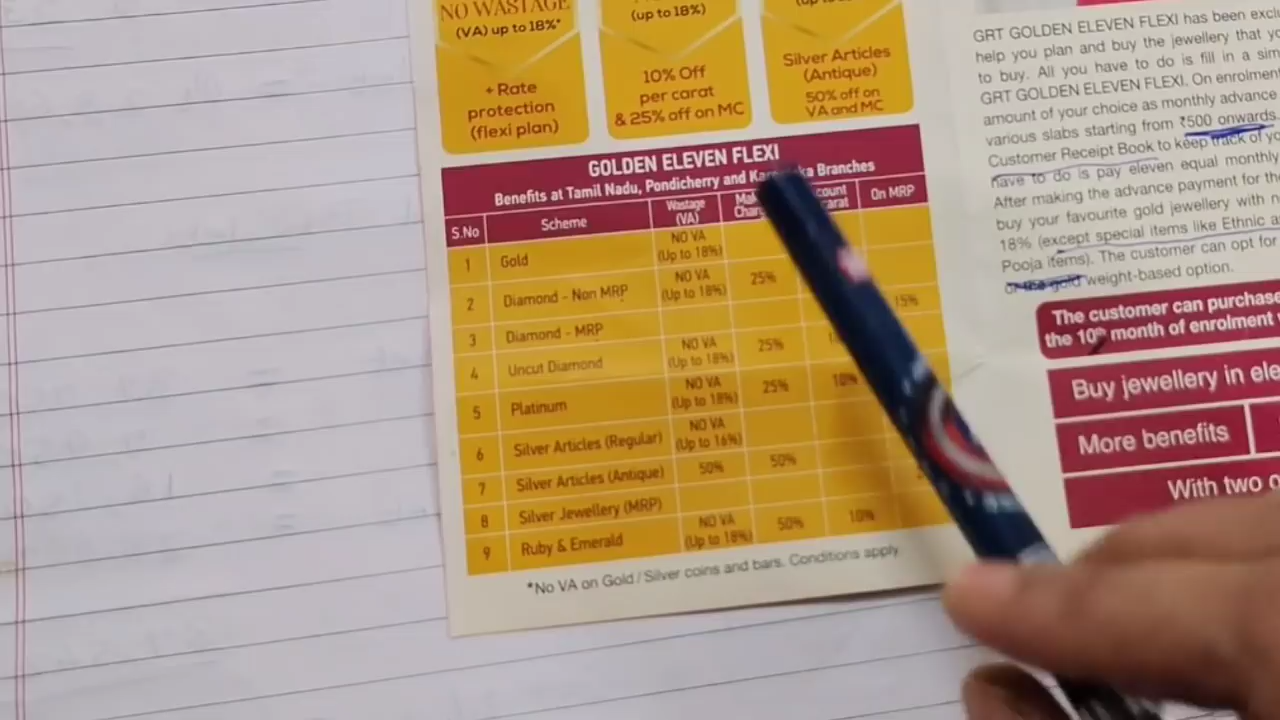 NO WASTAGE
(VA) up to 18%*
+ Rate
protection
(flexi plan)
(up to 18%)
10% Off
per carat
& 25% off on MC
Silver Articles
(Antique)
50% off on
VA and MC
GOLDEN ELEVEN FLEXI
Benefits at Tamil Nadu, Pondicherry and Branches
S.No Scheme Wastage (VA) On MRP
1 Gold NO VA (Up to 18%)
2 Diamond - Non MRP NO VA (Up to 18%) 25%
3 Diamond - MRP 15%
4 Uncut Diamond NO VA (Up to 18%) 25%
5 Platinum NO VA (Up to 18%) 25% 10%
6 Silver Articles (Regular) NO VA (Up to 16%)
7 Silver Articles (Antique) 50% 50%
8 Silver Jewellery (MRP)
9 Ruby & Emerald NO VA (Up to 18%) 50% 10%
*No VA on Gold / Silver coins and bars. Conditions apply
GRT GOLDEN ELEVEN FLEXI has been
help you plan and buy the jewellery that
to buy. All you have to do is fill in a
GRT GOLDEN ELEVEN FLEXI. On enrolment
amount of your choice as monthly advance
various slabs starting from ₹500 onwards.
Customer Receipt Book to keep track of
have to do is pay eleven equal monthly
After making the advance payment for
buy your favourite gold jewellery with
18% (except special items like Ethnic
Pooja items). The customer can opt for
or the gold weight-based option.
The customer can purchase
the 10th month of enrolment
Buy jewellery in
More benefits
With two